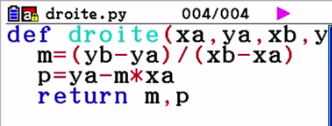 droite.py 004/004
def droite(xa,ya,xb,y
  m=(yb-ya)/(xb-xa)
  p=ya-m*xa
  return m,p